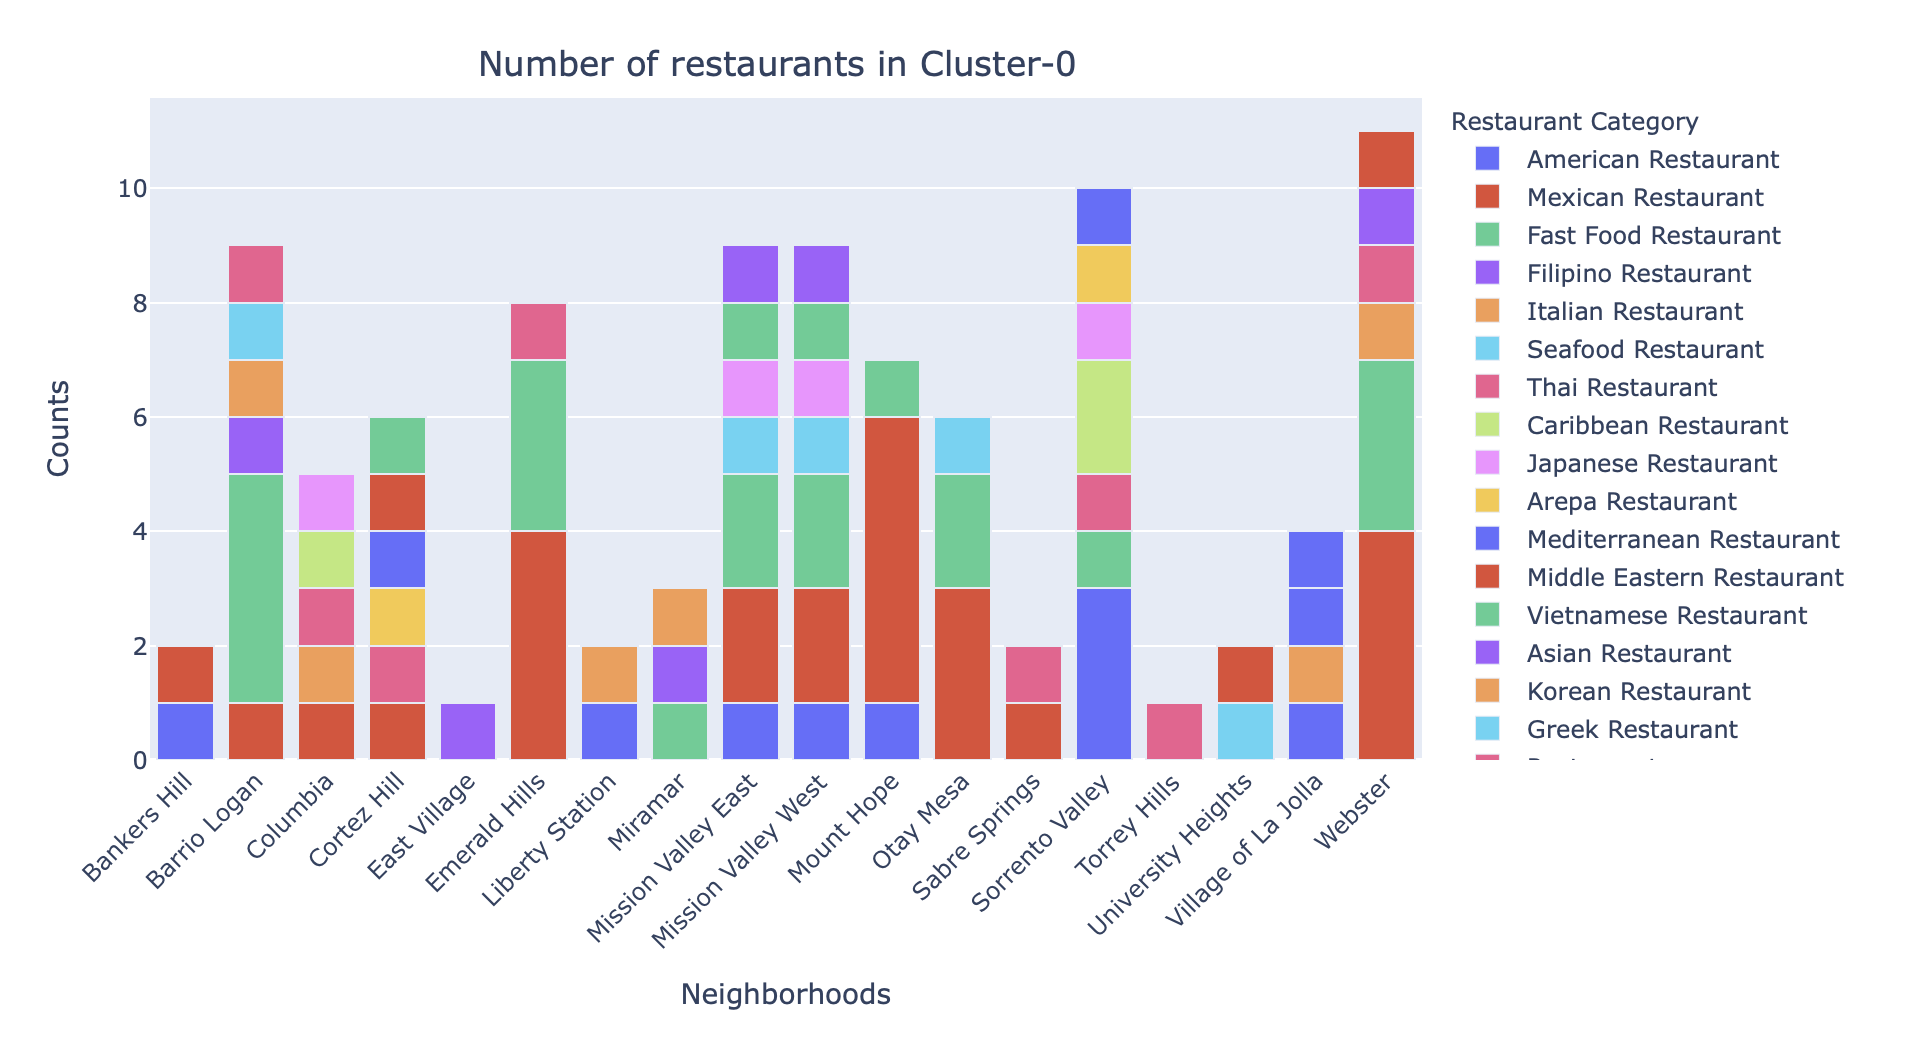 Number of restaurants in Cluster-0
Counts
10
8
6
4
2
0
Bankers Hill
Barrio Logan
Columbia
Cortez Hill
East Village
Emerald Hills
Liberty Station
Miramar
Mission Valley East
Mission Valley West
Mount Hope
Otay Mesa
Sabre Springs
Sorrento Valley
Torrey Hills
University Heights
Village of La Jolla
Webster
Neighborhoods
Restaurant Category
American Restaurant
Mexican Restaurant
Fast Food Restaurant
Filipino Restaurant
Italian Restaurant
Seafood Restaurant
Thai Restaurant
Caribbean Restaurant
Japanese Restaurant
Arepa Restaurant
Mediterranean Restaurant
Middle Eastern Restaurant
Vietnamese Restaurant
Asian Restaurant
Korean Restaurant
Greek Restaurant